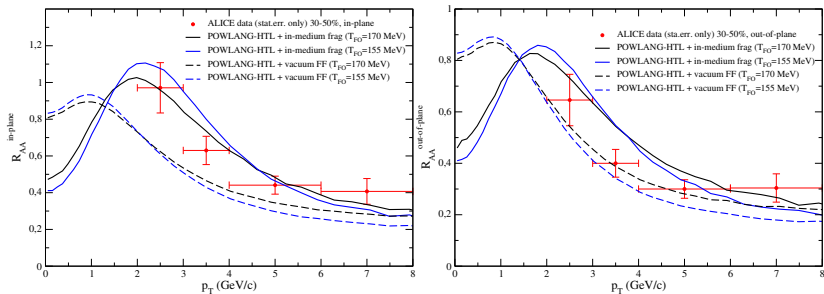 ALICE data (stat.err. only) 30-50%, in-plane
POWLANG-HTL + in-medium frag (T_FO=170 MeV)
POWLANG-HTL + in-medium frag (T_FO=155 MeV)
POWLANG-HTL + vacuum FF (T_FO=170 MeV)
POWLANG-HTL + vacuum FF (T_FO=155 MeV)
R_AA^in-plane
1,2
1
0,8
0,6
0,4
0,2
0
0 1 2 3 4 5 6 7 8
p_T (GeV/c)
ALICE data (stat.err. only) 30-50%, out-of-plane
POWLANG-HTL + in-medium frag (T_FO=170 MeV)
POWLANG-HTL + in-medium frag (T_FO=155 MeV)
POWLANG-HTL + vacuum FF (T_FO=170 MeV)
POWLANG-HTL + vacuum FF (T_FO=155 MeV)
R_AA^out-of-plane
1
0,8
0,6
0,4
0,2
0
0 1 2 3 4 5 6 7 8
p_T (GeV/c)